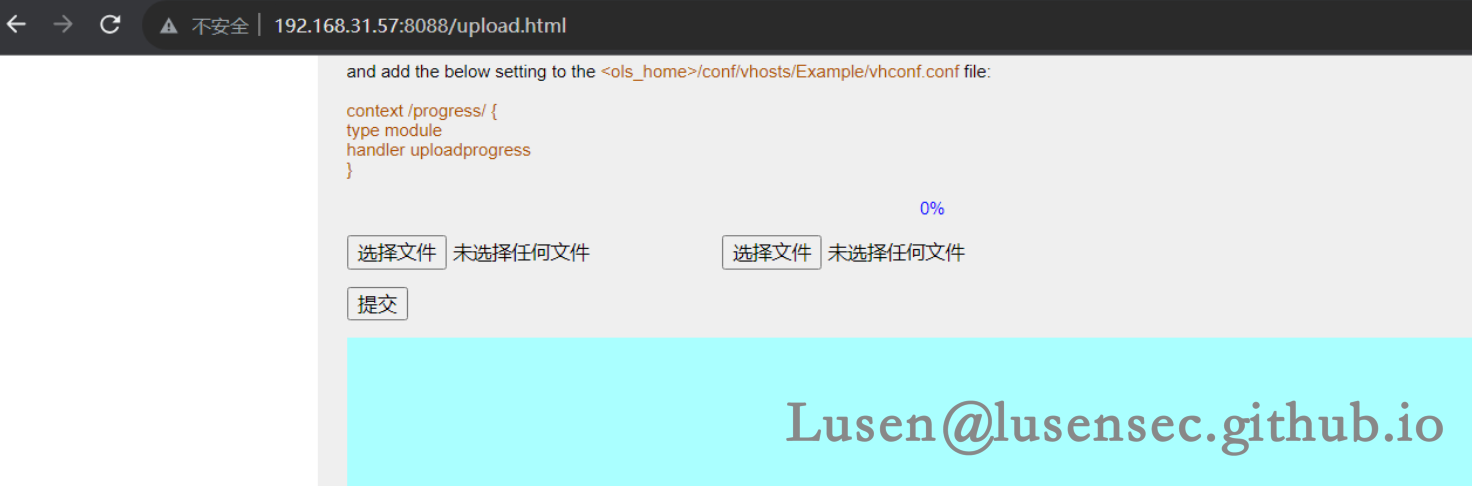 不安全 192.168.31.57:8088/upload.html
and add the below setting to the <ols_home>/conf/vhosts/Example/vhconf.conf file:
context /progress/ {
type module
handler uploadprogress
}
0%
选择文件 未选择任何文件 选择文件 未选择任何文件
提交
Lusen@lusensec.github.io